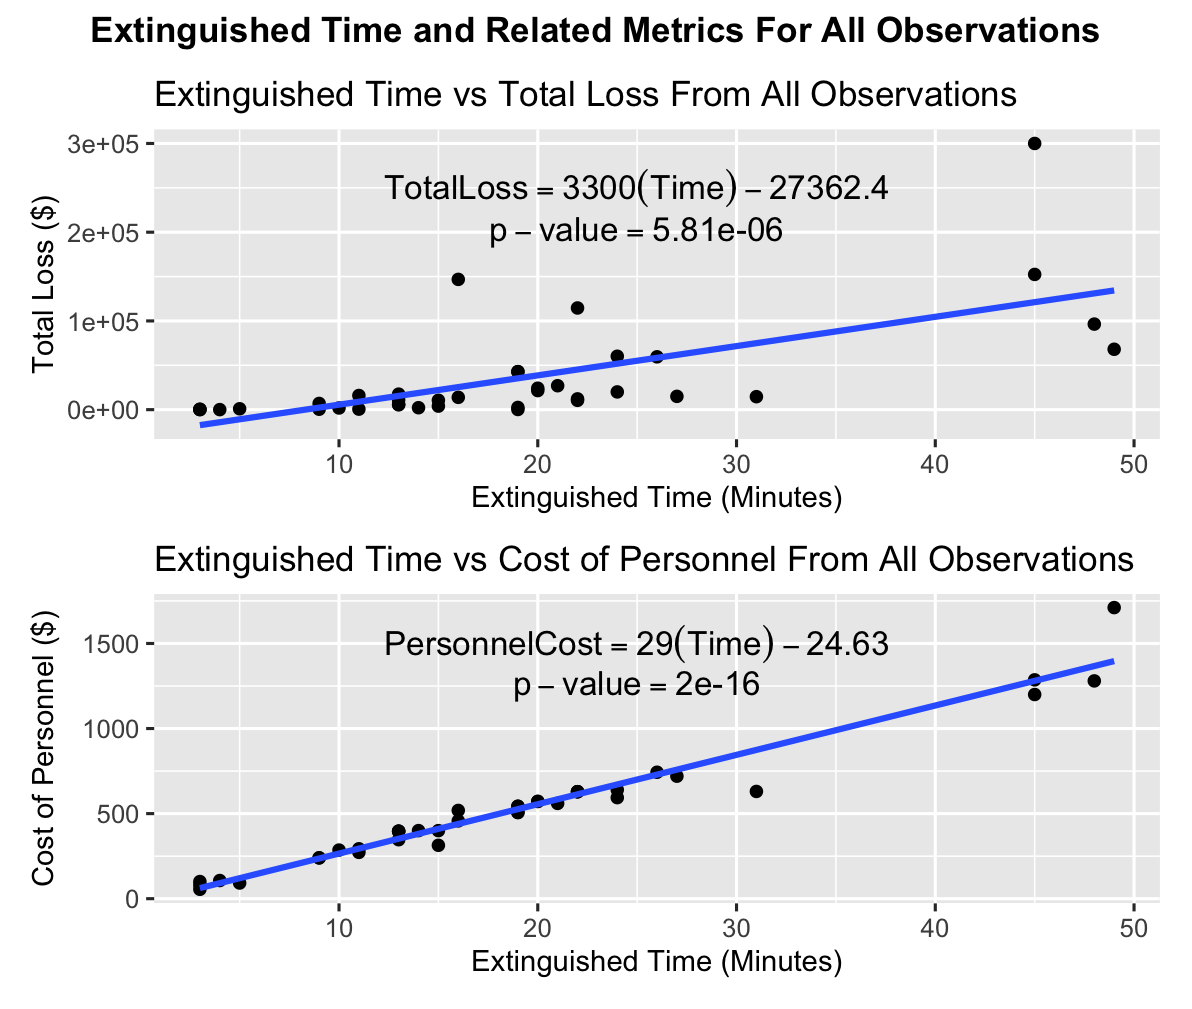 Extinguished Time and Related Metrics For All Observations
Extinguished Time vs Total Loss From All Observations
Total Loss ($)
3e+05
2e+05
1e+05
0e+00
TotalLoss = 3300(Time) − 27362.4
p − value = 5.81e-06
10 20 30 40 50
Extinguished Time (Minutes)
Extinguished Time vs Cost of Personnel From All Observations
Cost of Personnel ($)
1500
1000
500
0
PersonnelCost = 29(Time) − 24.63
p − value = 2e-16
10 20 30 40 50
Extinguished Time (Minutes)